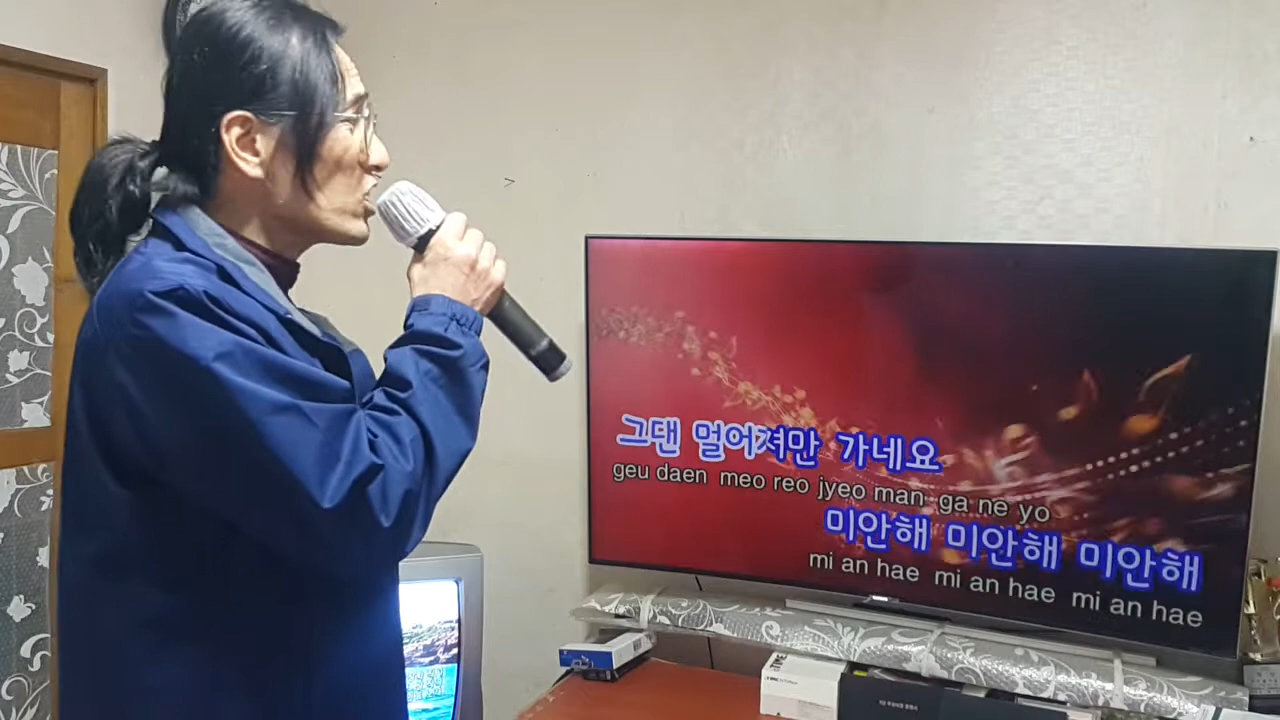 그댄 멀어져만 가네요
geu daen meo reo jyeo man ga ne yo
미안해 미안해 미안해
mi an hae mi an hae mi an hae